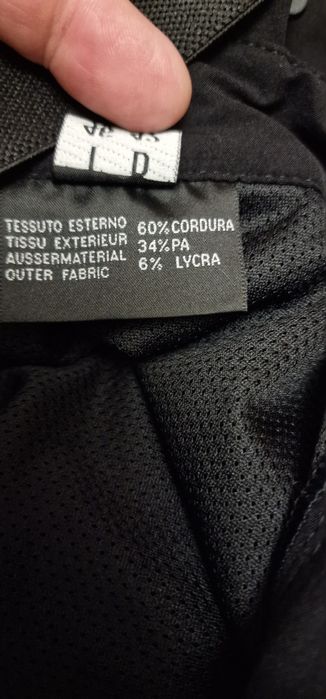 L D
TESSUTO ESTERNO 60%CORDURA
TISSU EXTERIEUR 34%PA
AUSSERMATERIAL 6% LYCRA
OUTER FABRIC